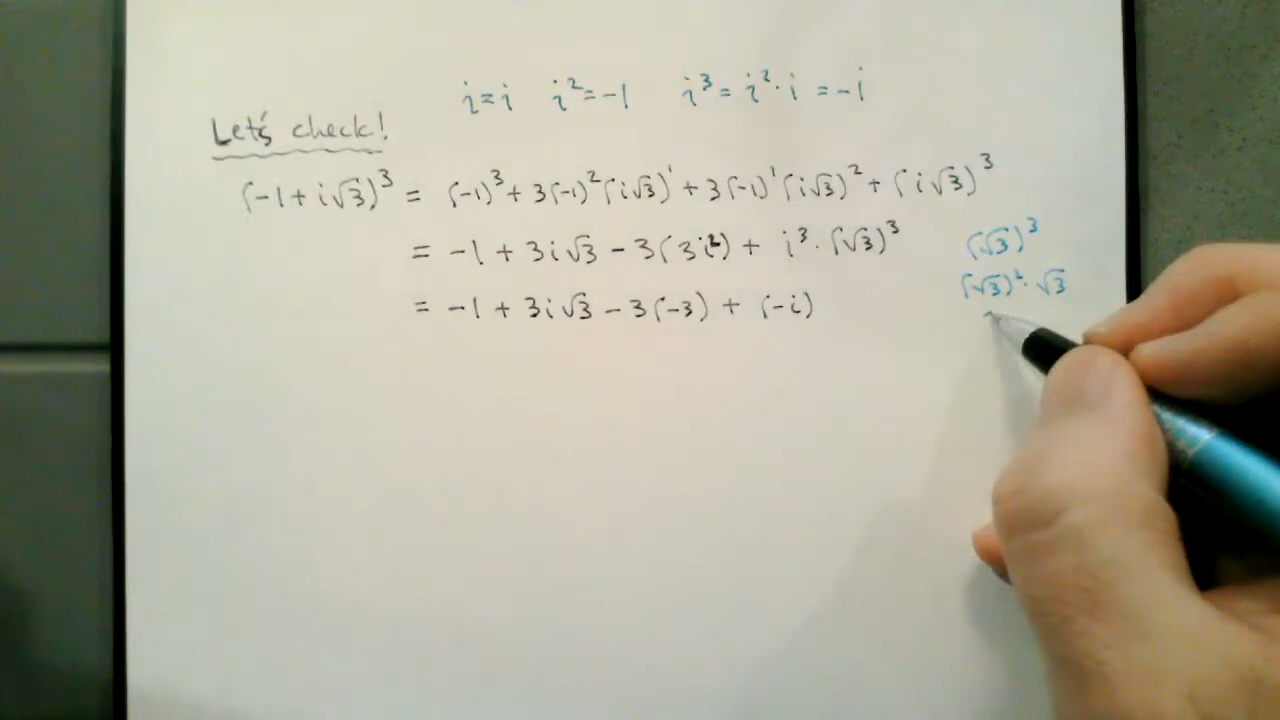 i = i   i² = -1   i³ = i² · i = -i
Let's check!
(-1 + i√3)³ = (-1)³ + 3(-1)²(i√3)¹ + 3(-1)¹(i√3)² + (i√3)³
= -1 + 3i√3 - 3(3i²) + i³ · (√3)³
(√3)³
(√3)² · √3
= -1 + 3i√3 - 3(-3) + (-i)